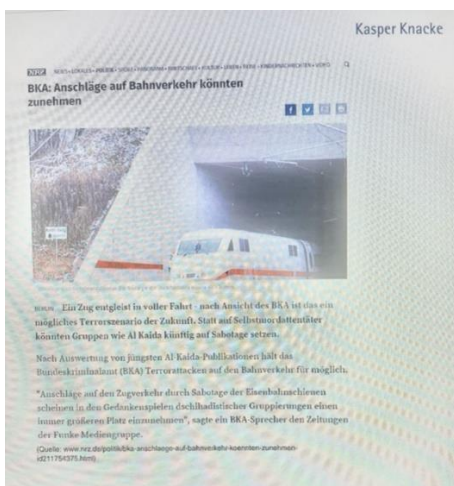 Kasper Knacke
NRZ
BKA: Anschläge auf Bahnverkehr könnten
zunehmen
BERLIN. Ein Zug entgleist in voller Fahrt - nach Ansicht des BKA ist das ein
mögliches Terrorszenario der Zukunft. Statt auf Selbstmordattentäter
könnten Gruppen wie Al Kaida künftig auf Sabotage setzen.
Nach Auswertung von jüngsten Al-Kaida-Publikationen hält das
Bundeskriminalamt (BKA) Terrorattacken auf den Bahnverkehr für möglich.
"Anschläge auf den Zugverkehr durch Sabotage der Eisenbahnschienen
scheinen in den Gedankenspielen dschihadistischer Gruppierungen einen
immer größeren Platz einzunehmen", sagte ein BKA-Sprecher den Zeitungen
der Funke Mediengruppe.
(Quelle: www.nrz.de/politik/bka-anschlaege-auf-bahnverkehr-koennten-zunehmen-
id211754375.html)